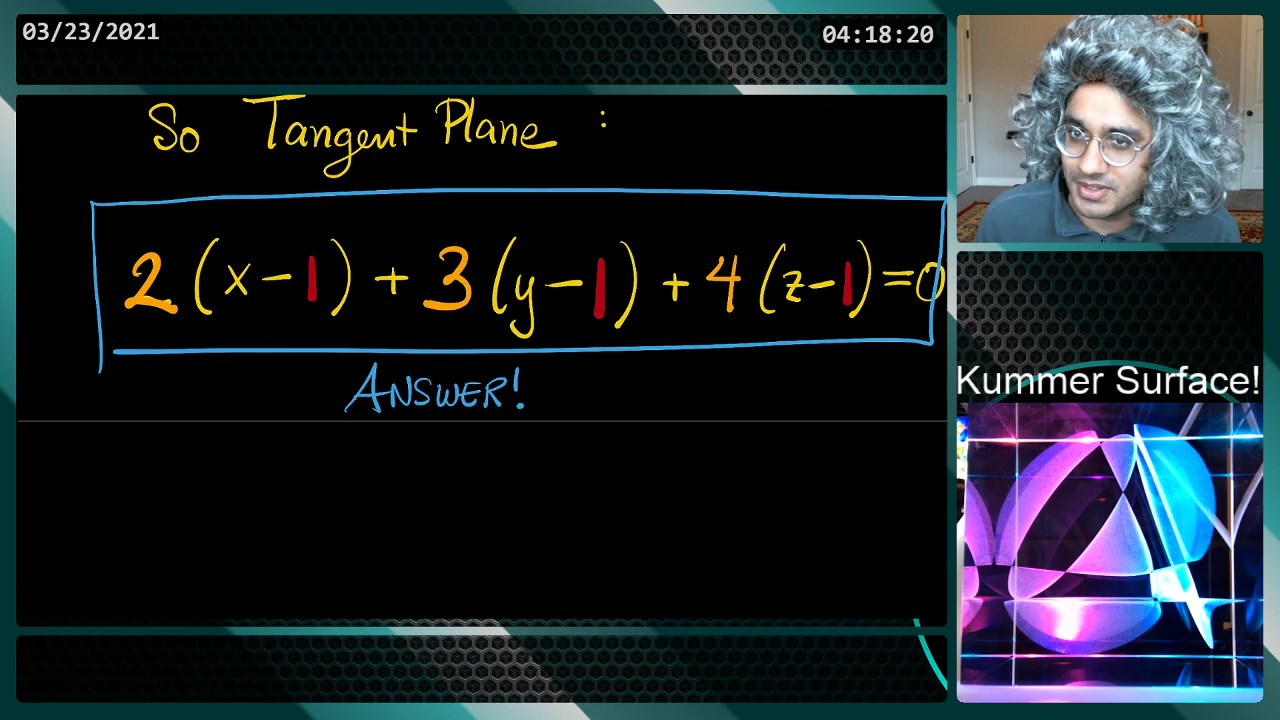 03/23/2021
04:18:20
So Tangent Plane :
2 (x-1) + 3 (y-1) + 4 (z-1) = 0
ANSWER!
Kummer Surface!